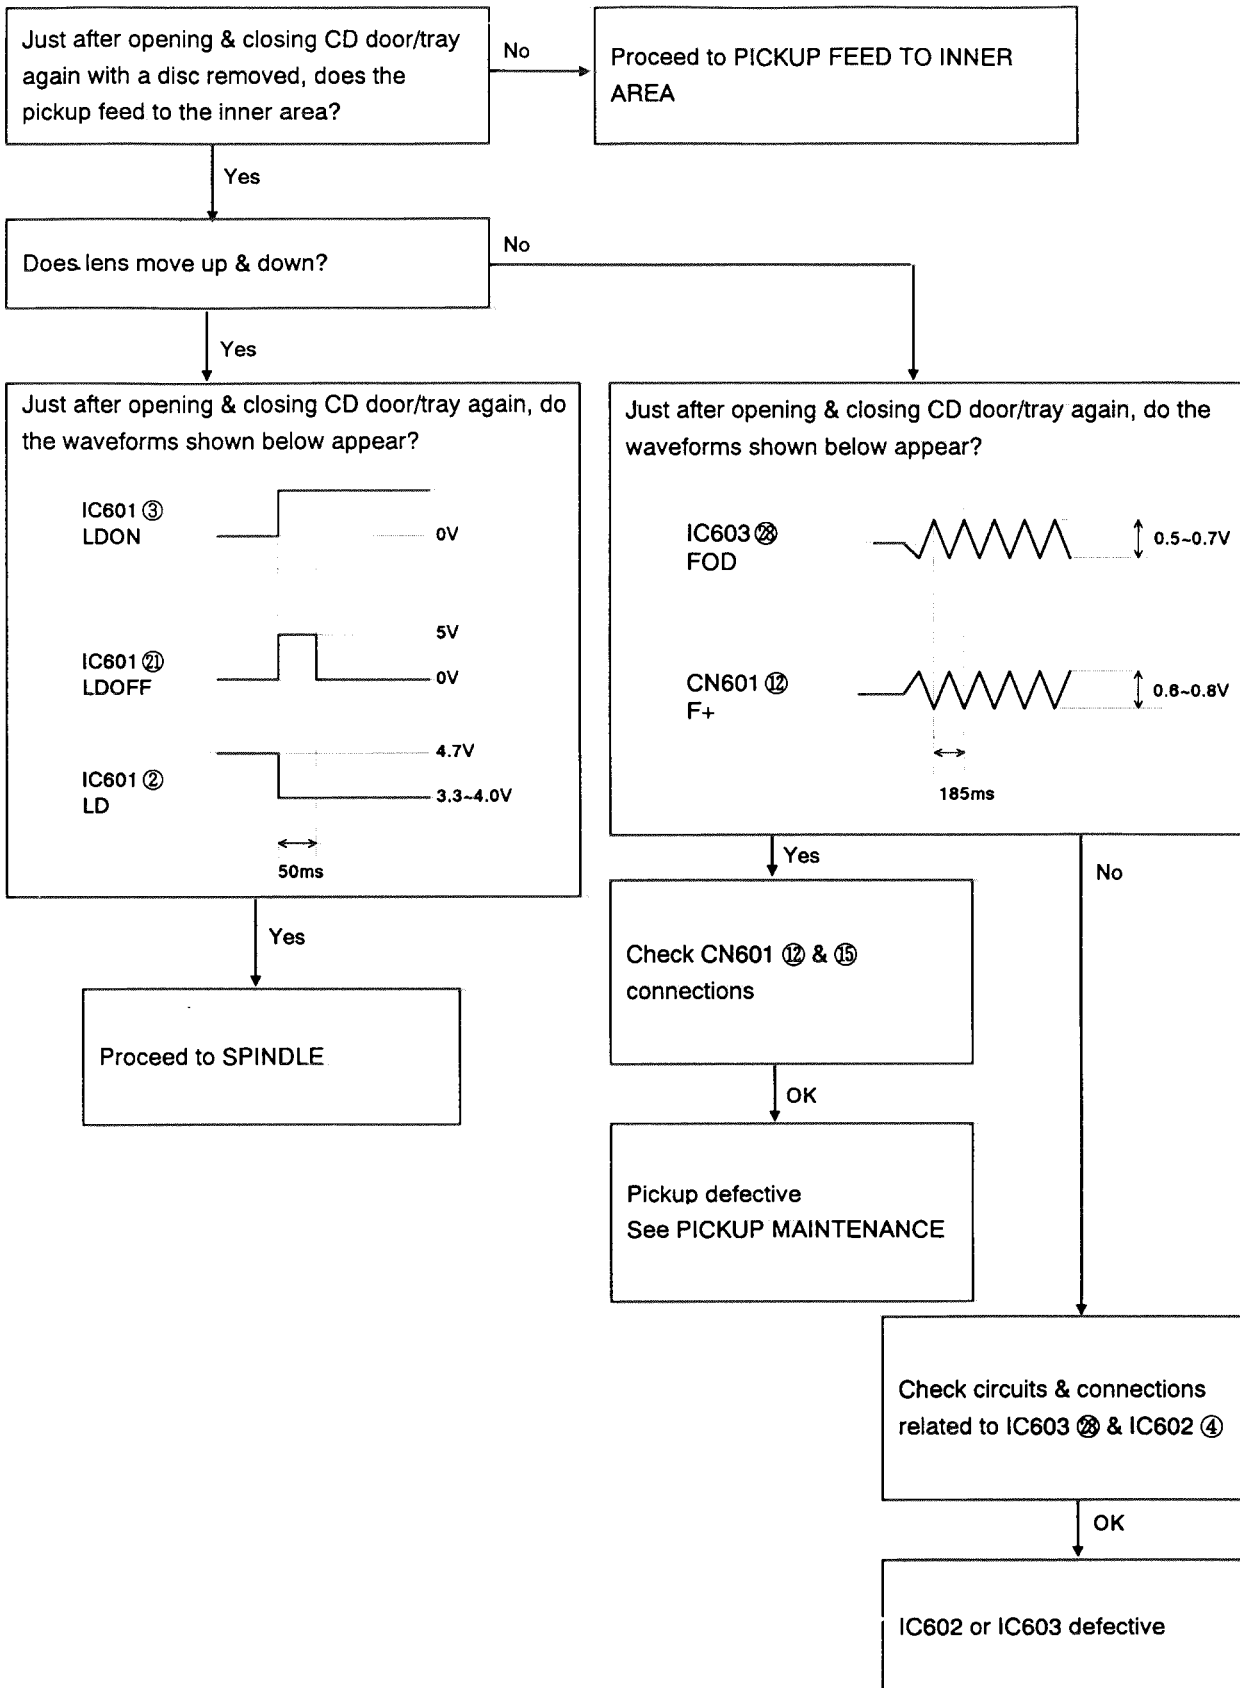 Just after opening & closing CD door/tray
again with a disc removed, does the
pickup feed to the inner area?
No
Proceed to PICKUP FEED TO INNER
AREA
Yes
Does lens move up & down?
No
Yes
Just after opening & closing CD door/tray again, do
the waveforms shown below appear?
IC601 ③
LDON
0V
IC601 ㉑
LDOFF
5V
0V
IC601 ②
LD
4.7V
3.3~4.0V
50ms
Yes
Proceed to SPINDLE
Just after opening & closing CD door/tray again, do the
waveforms shown below appear?
IC603 ㉘
FOD
0.5~0.7V
CN601 ⑫
F+
0.6~0.8V
185ms
Yes
No
Check CN601 ⑫ & ⑮
connections
OK
Pickup defective
See PICKUP MAINTENANCE
Check circuits & connections
related to IC603 ㉘ & IC602 ④
OK
IC602 or IC603 defective